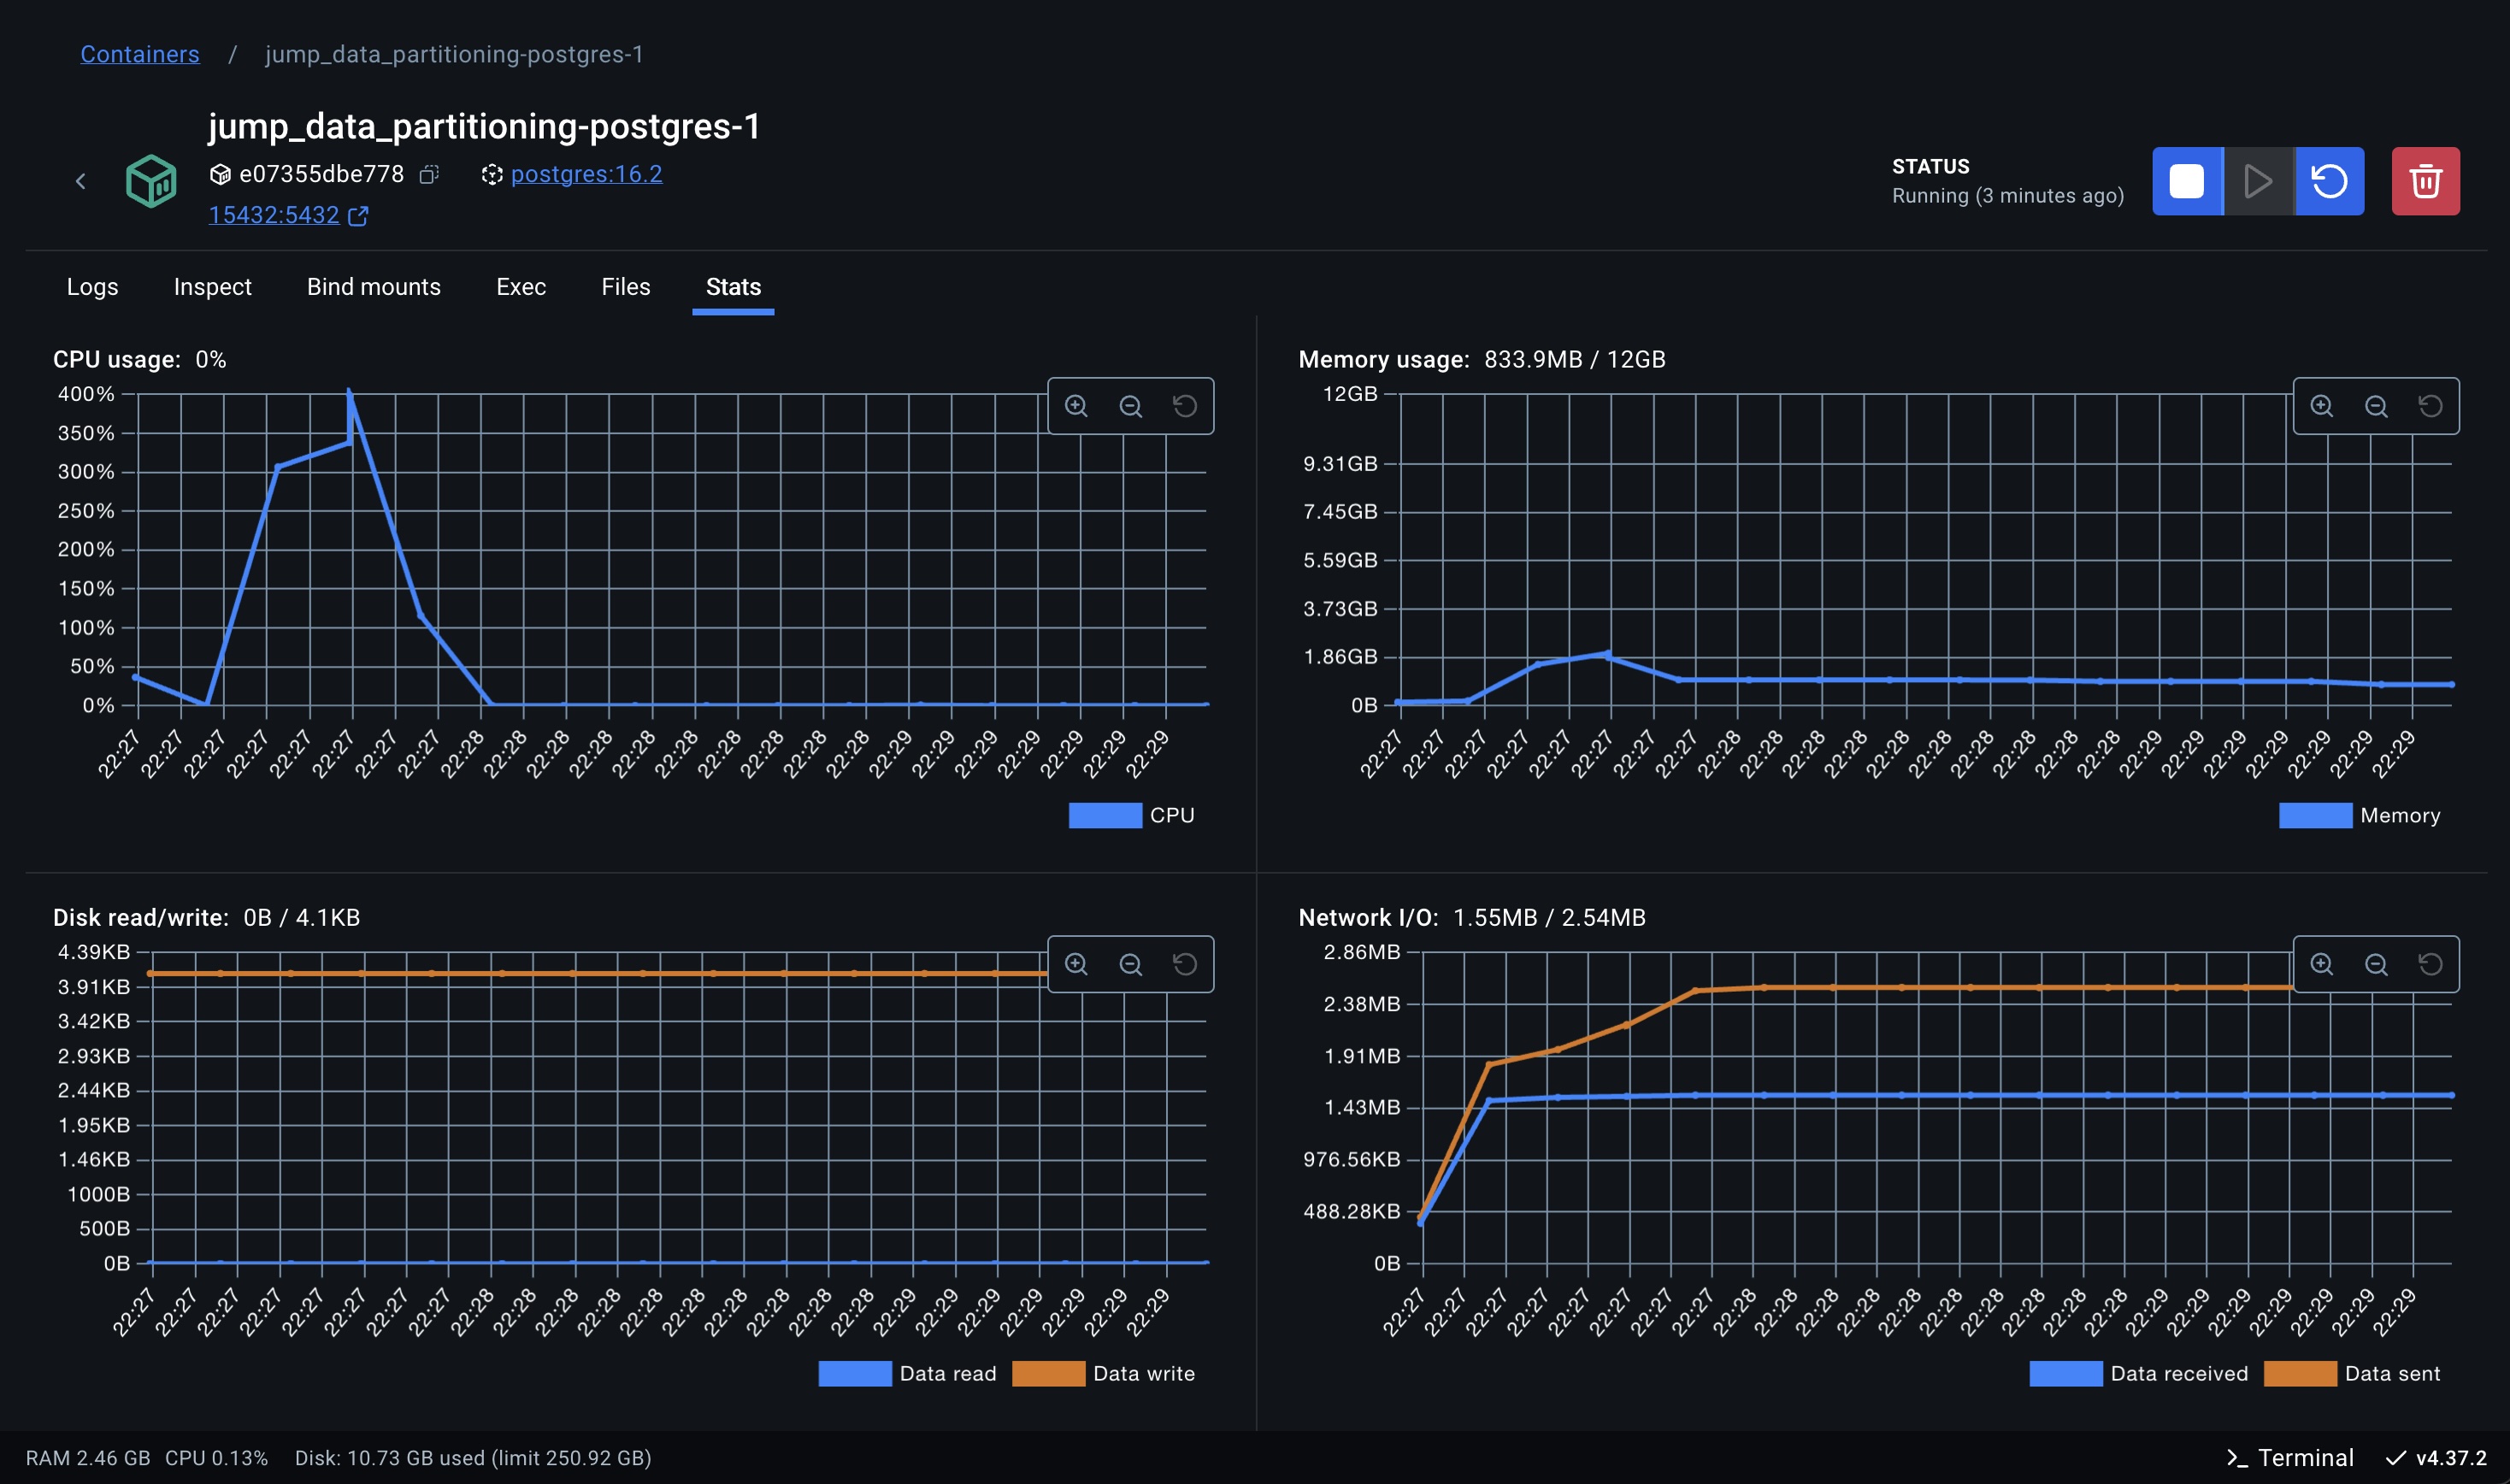 Containers / jump_data_partitioning-postgres-1
jump_data_partitioning-postgres-1
e07355dbe778 postgres:16.2
15432:5432
STATUS
Running (3 minutes ago)
Logs Inspect Bind mounts Exec Files Stats
CPU usage: 0%
400%
350%
300%
250%
200%
150%
100%
50%
0%
22:27 22:27 22:27 22:27 22:27 22:27 22:27 22:27 22:28 22:28 22:28 22:28 22:28 22:28 22:28 22:28 22:28 22:28 22:29 22:29 22:29 22:29 22:29 22:29 22:29
CPU
Memory usage: 833.9MB / 12GB
12GB
9.31GB
7.45GB
5.59GB
3.73GB
1.86GB
0B
22:27 22:27 22:27 22:27 22:27 22:27 22:27 22:27 22:28 22:28 22:28 22:28 22:28 22:28 22:28 22:28 22:28 22:28 22:29 22:29 22:29 22:29 22:29 22:29 22:29
Memory
Disk read/write: 0B / 4.1KB
4.39KB
3.91KB
3.42KB
2.93KB
2.44KB
1.95KB
1.46KB
1000B
500B
0B
22:27 22:27 22:27 22:27 22:27 22:27 22:27 22:27 22:28 22:28 22:28 22:28 22:28 22:28 22:28 22:28 22:28 22:28 22:29 22:29 22:29 22:29 22:29 22:29 22:29
Data read Data write
Network I/O: 1.55MB / 2.54MB
2.86MB
2.38MB
1.91MB
1.43MB
976.56KB
488.28KB
0B
22:27 22:27 22:27 22:27 22:27 22:27 22:27 22:27 22:28 22:28 22:28 22:28 22:28 22:28 22:28 22:28 22:28 22:28 22:29 22:29 22:29 22:29 22:29 22:29 22:29
Data received Data sent
RAM 2.46 GB CPU 0.13% Disk: 10.73 GB used (limit 250.92 GB)
Terminal v4.37.2